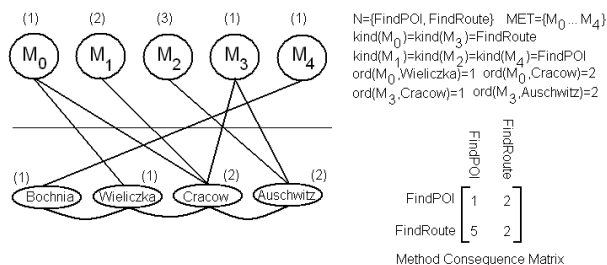 (1) (2) (3) (1) (1)
M0 M1 M2 M3 M4
(1) (1) (2) (2)
Bochnia Wieliczka Cracow Auschwitz
N={FindPOI, FindRoute} MET={M0 ... M4}
kind(M0)=kind(M3)=FindRoute
kind(M1)=kind(M2)=kind(M4)=FindPOI
ord(M0,Wieliczka)=1 ord(M0,Cracow)=2
ord(M3,Cracow)=1 ord(M3,Auschwitz)=2
FindPOI FindRoute
FindPOI 1 2
FindRoute 5 2
Method Consequence Matrix